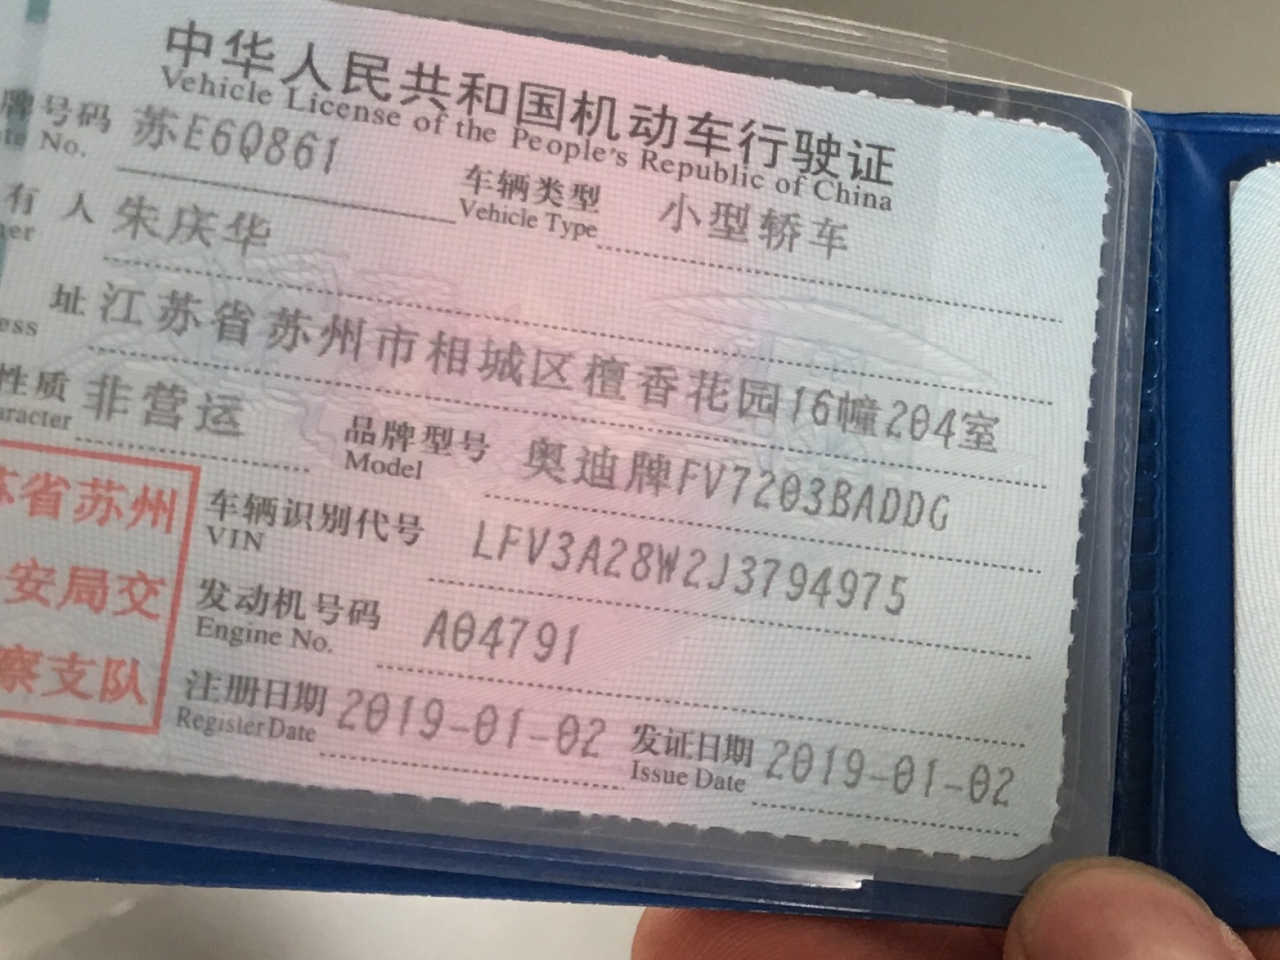 中华人民共和国机动车行驶证
Vehicle License of the People's Republic of China
牌号码 苏E6Q861
No.
车辆类型 小型轿车
Vehicle Type
有 人 朱庆华
址 江苏省苏州市相城区檀香花园16幢204室
性质 非营运
品牌型号 奥迪牌FV7203BADDG
Model
苏省苏州
安局交
察支队
车辆识别代号 LFV3A28W2J3794975
VIN
发动机号码 A04791
Engine No.
注册日期 2019-01-02 发证日期 2019-01-02
Register Date Issue Date